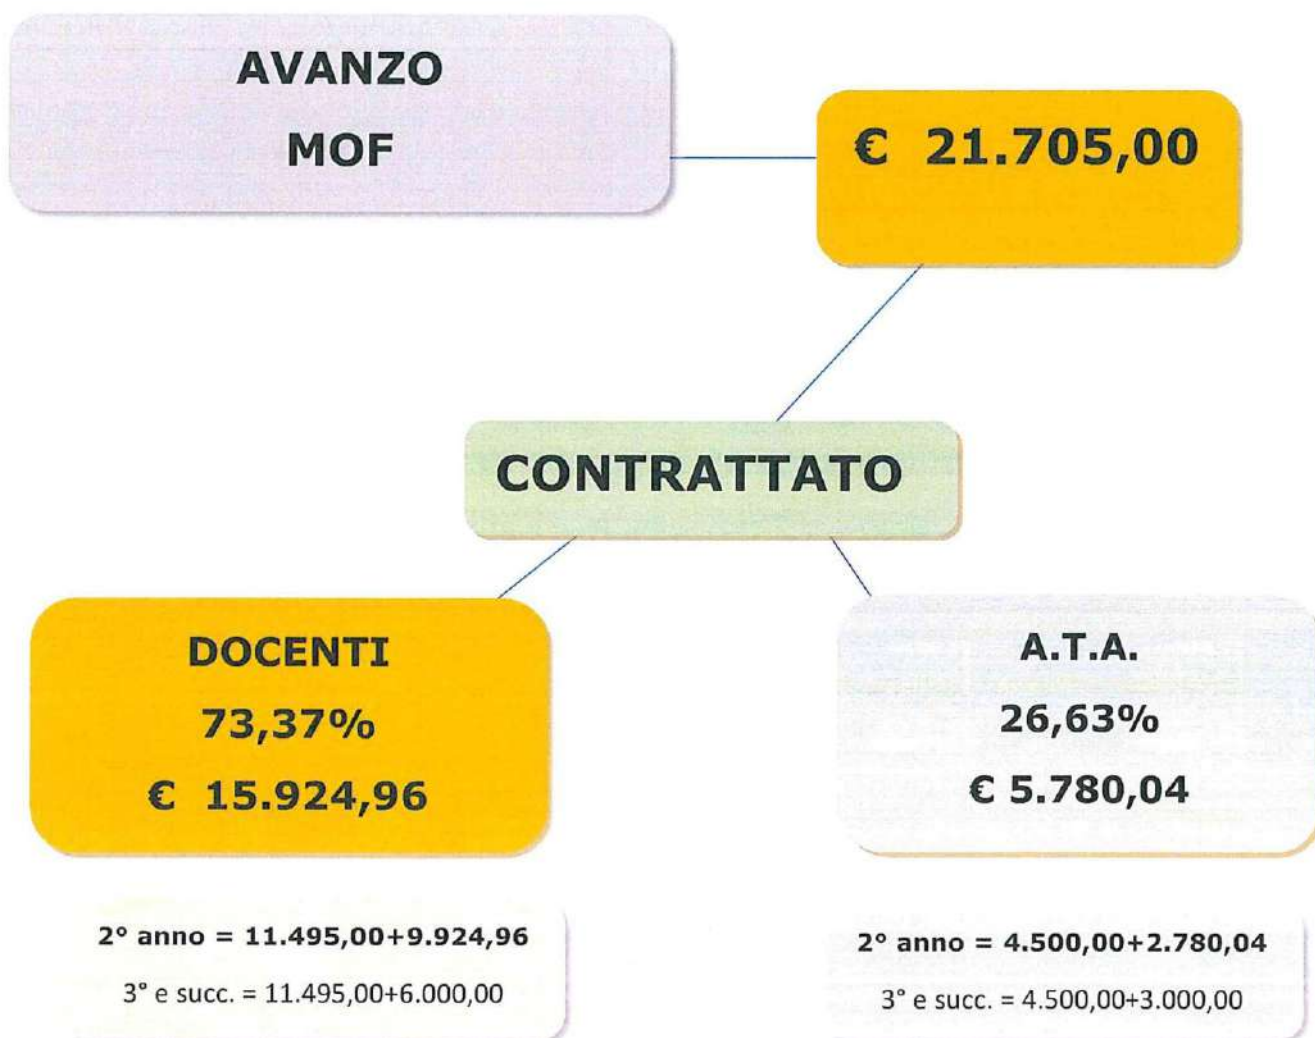 AVANZO
MOF
€ 21.705,00
CONTRATTATO
DOCENTI
73,37%
€ 15.924,96
A.T.A.
26,63%
€ 5.780,04
2° anno = 11.495,00+9.924,96
3° e succ. = 11.495,00+6.000,00
2° anno = 4.500,00+2.780,04
3° e succ. = 4.500,00+3.000,00